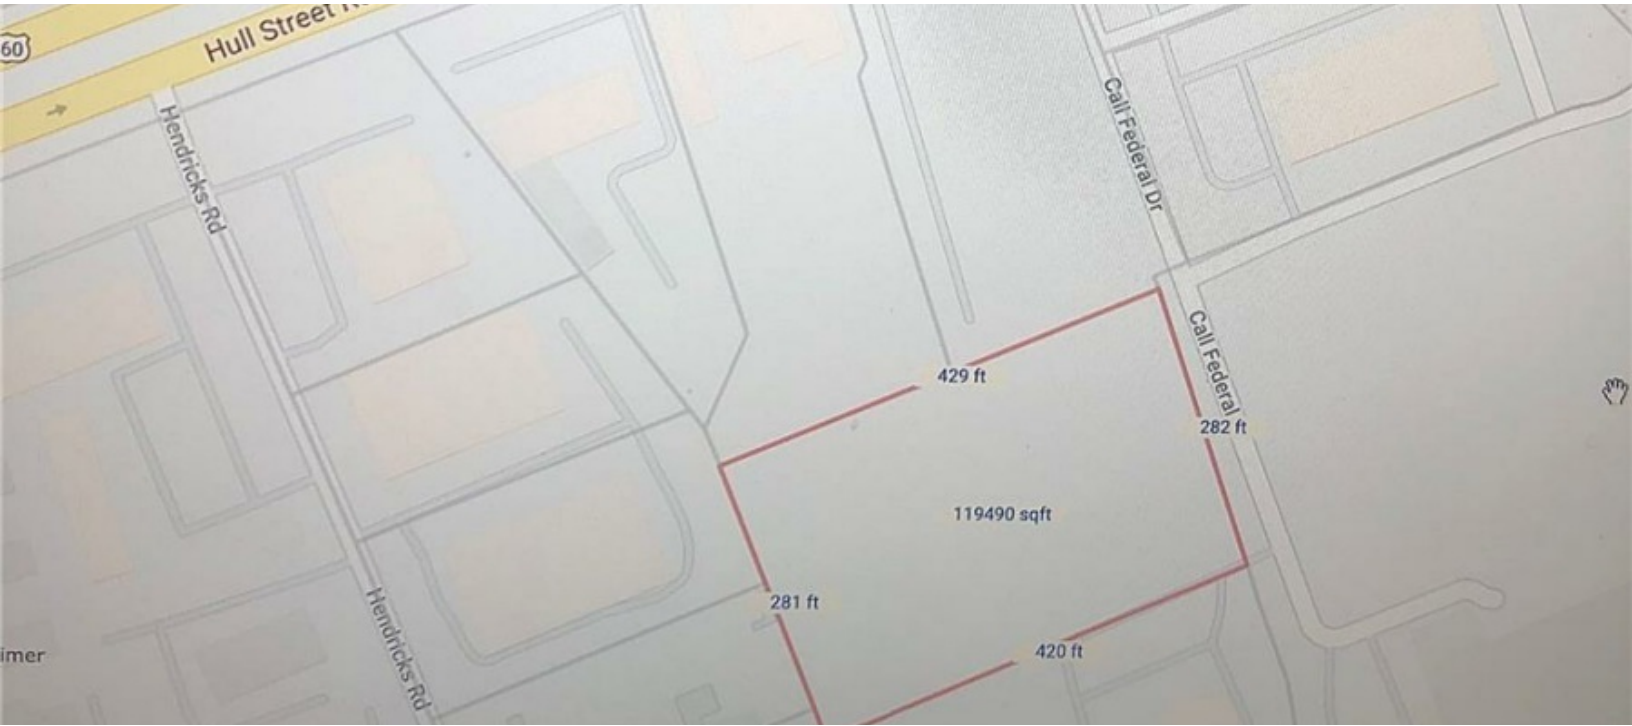 60
Hull Street
Hendricks Rd
Call Federal Dr
Call Federal
429 ft
282 ft
119490 sqft
281 ft
420 ft
Hendricks Rd
imer